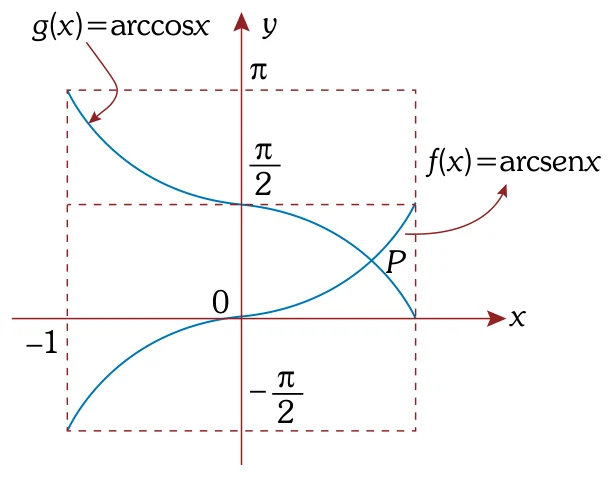 g(x)=arccosx
y
π
π/2
f(x)=arcsenx
P
0
x
–1
–π/2